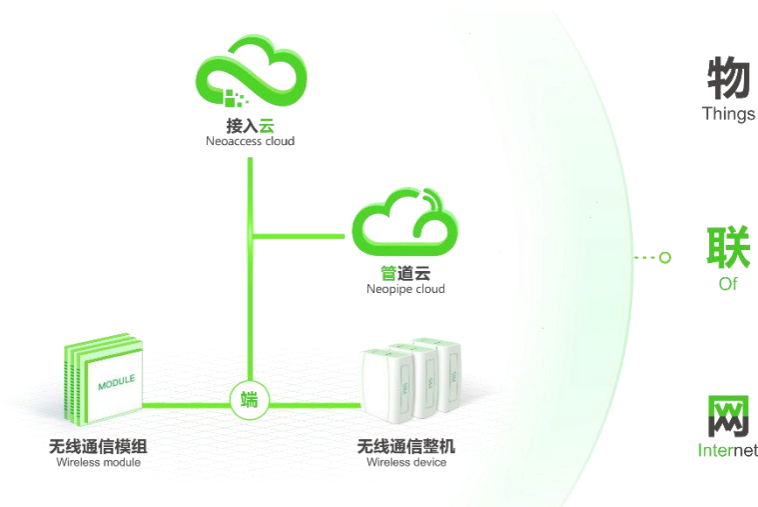 接入云
Neoaccess cloud
管道云
Neopipe cloud
MODULE
端
无线通信模组
Wireless module
无线通信整机
Wireless device
物
Things
联
Of
网
Internet